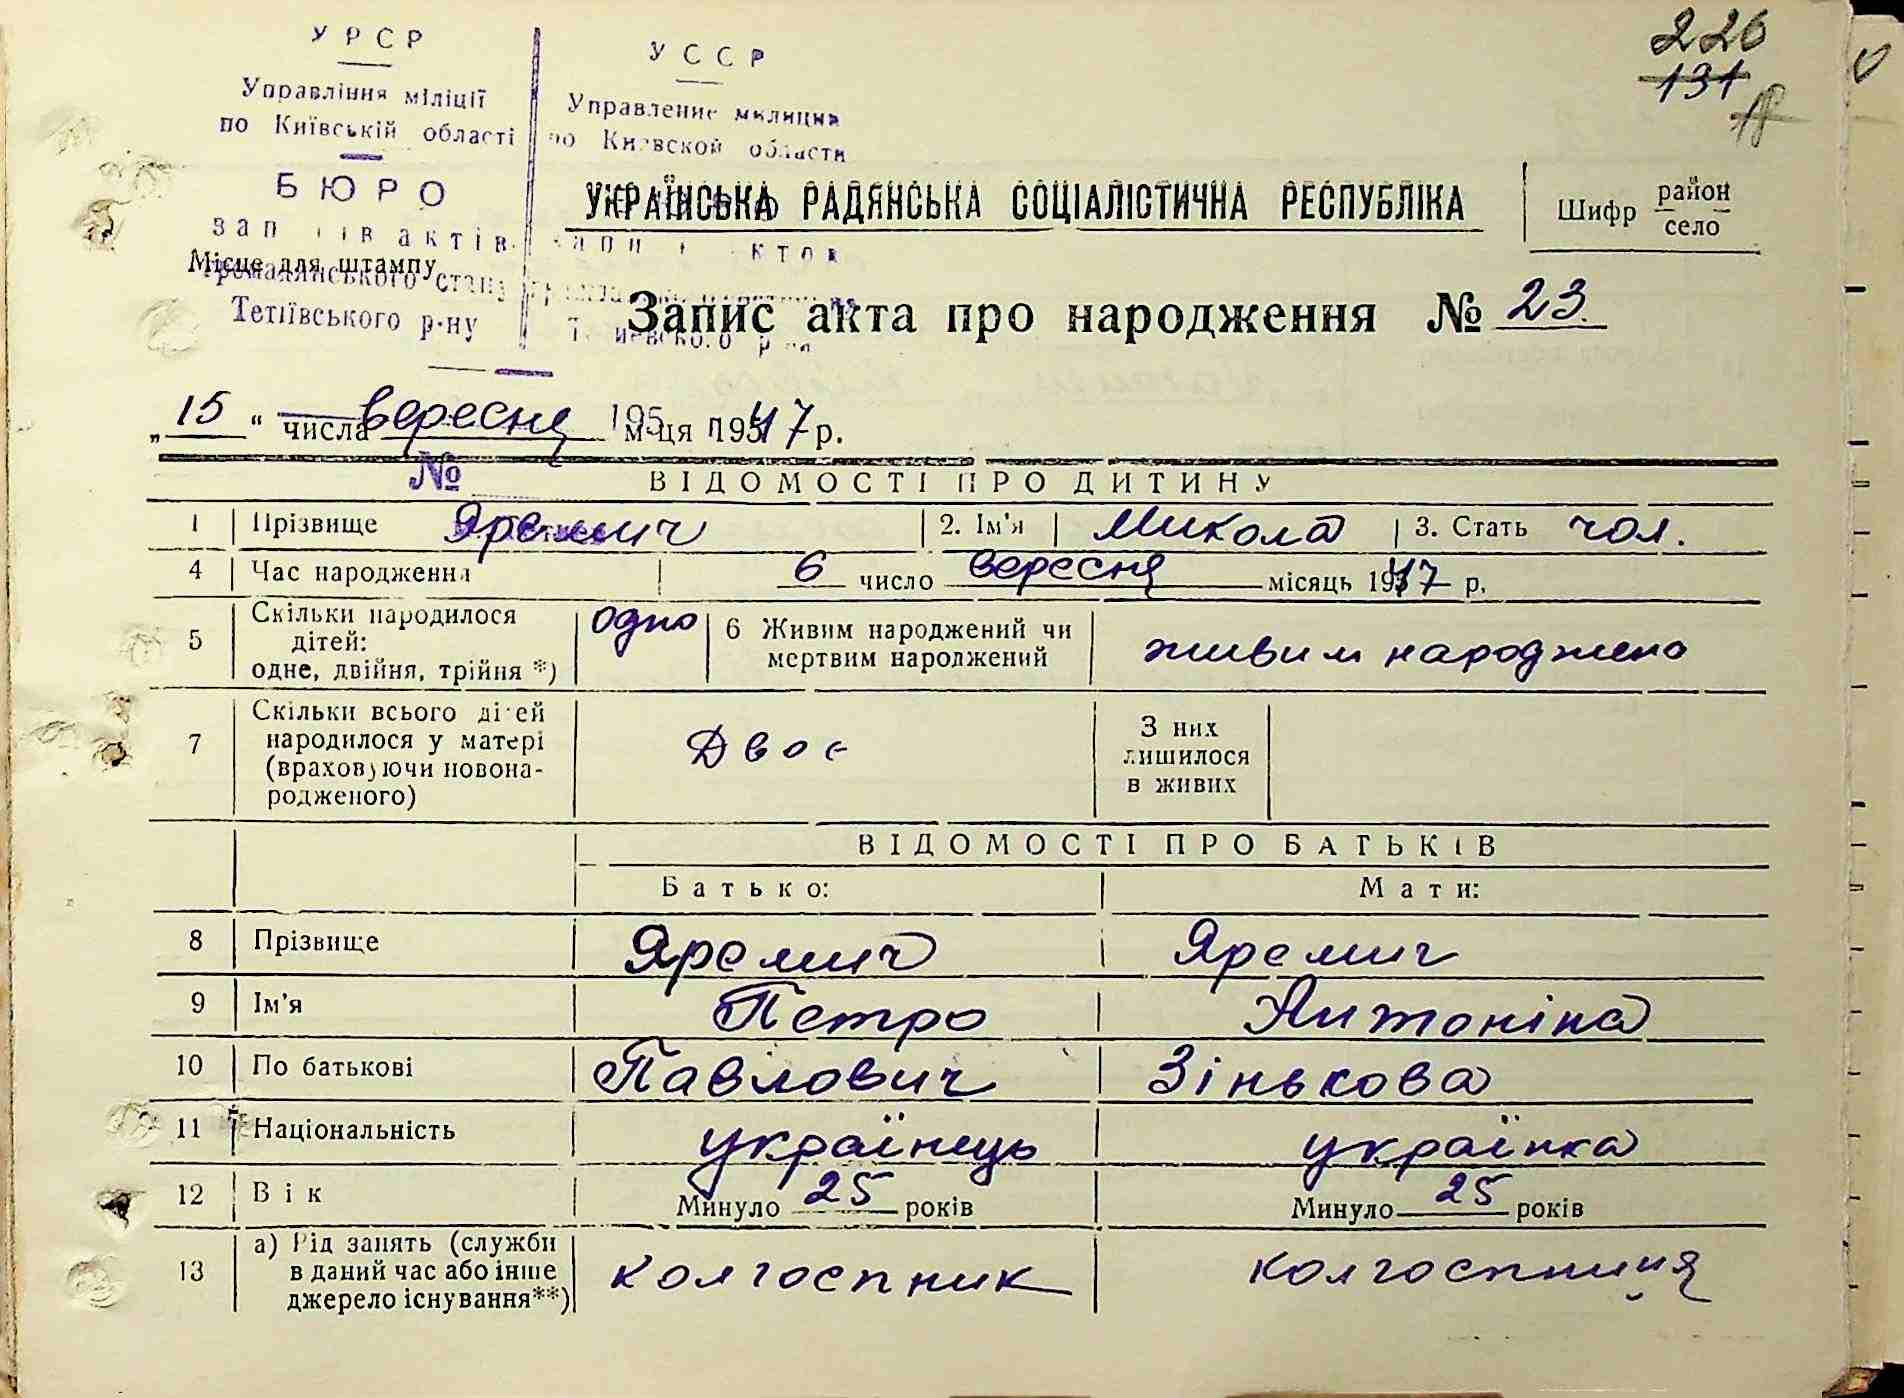 226
131
УРСР
Управління міліції
по Київській області
БЮРО
записів актів
громадянського стану
Тетіївського р-ну
УССР
Управление милиции
по Киевской области
УКРАЇНСЬКА РАДЯНСЬКА СОЦІАЛІСТИЧНА РЕСПУБЛІКА
Шифр район
село
Місце для штампу
Запис акта про народження № 23.
„15“ числа вересня м-ця 1947 р.
№
ВІДОМОСТІ ПРО ДИТИНУ
1 Прізвище Яремич 2. Ім'я Микола 3. Стать чол.
4 Час народження 6 число вересня місяць 1947 р.
5 Скільки народилося дітей: одне, двійня, трійня *) одно 6 Живим народжений чи мертвим народжений живим народжено
7 Скільки всього дітей народилося у матері (враховуючи новонародженого) Двоє З них лишилося в живих
ВІДОМОСТІ ПРО БАТЬКІВ
Батько: Мати:
8 Прізвище Яремич Яремич
9 Ім'я Петро Антоніна
10 По батькові Павлович Зінькова
11 Національність українець українка
12 Вік Минуло 25 років Минуло 25 років
13 а) Рід занять (служби в даний час або інше джерело існування**) колгоспник колгоспниця